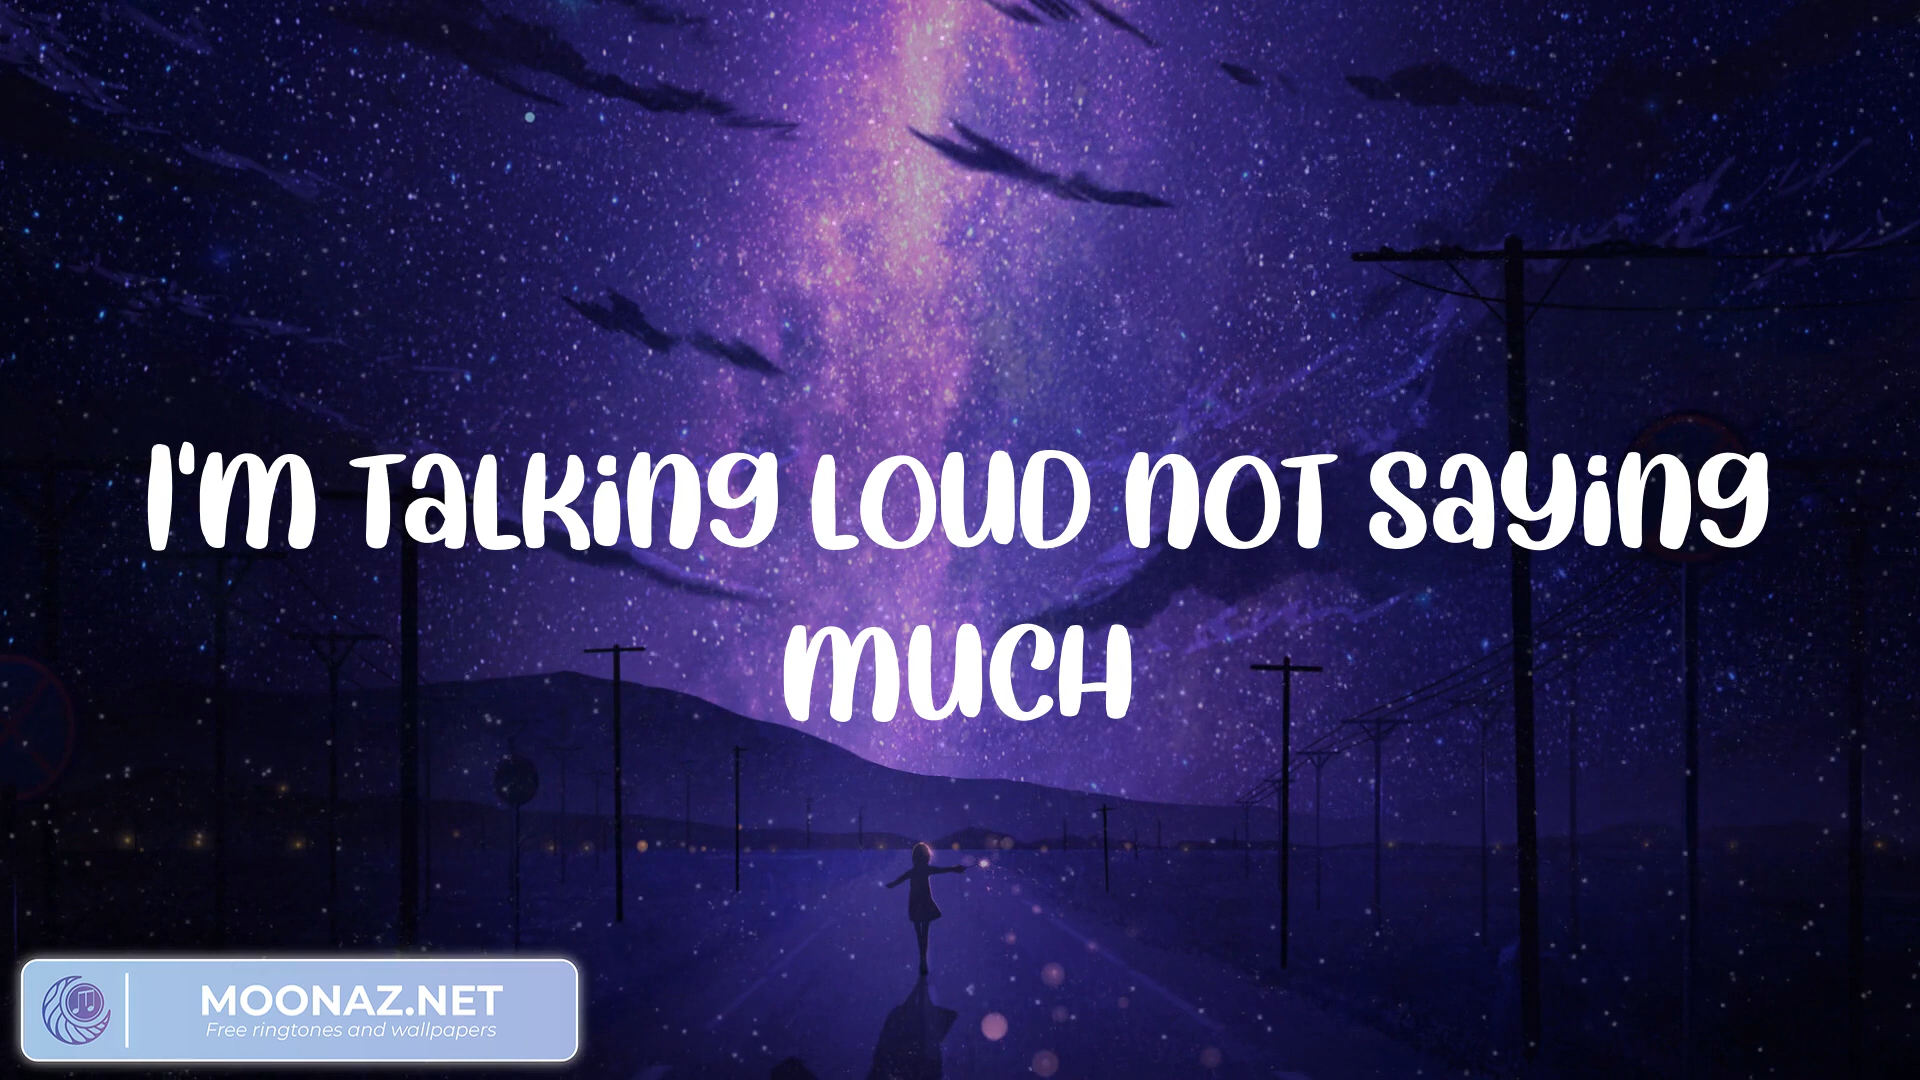 I'm Talking Loud Not Saying
Much
MOONAZ.NET
Free ringtones and wallpapers